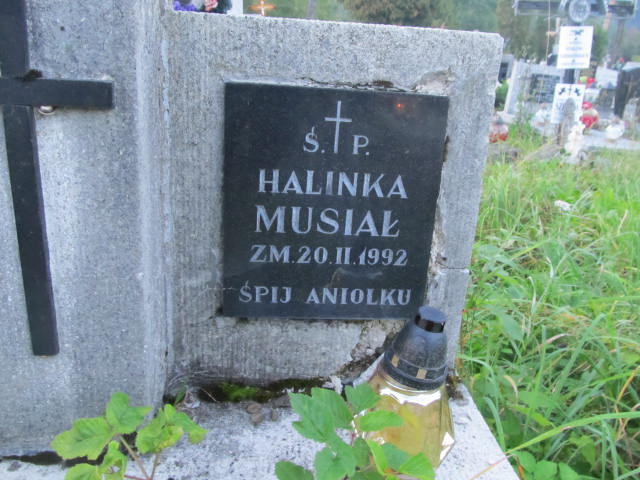 Ś. P.
HALINKA
MUSIAŁ
ZM. 20. II. 1992
ŚPIJ ANIOLKU